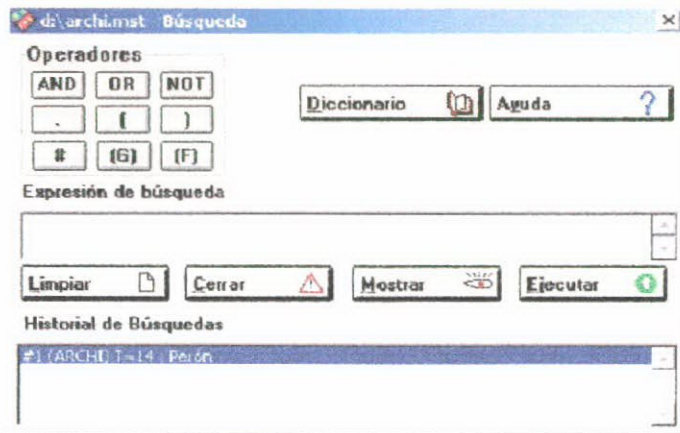 d:\archi.mst Búsqueda
Operadores
AND OR NOT
. ( )
# (G) (F)
Diccionario Ayuda ?
Expresión de búsqueda
Limpiar Cerrar Mostrar Ejecutar
Historial de Búsquedas
#1 (ARCHI) T=14 : Perón